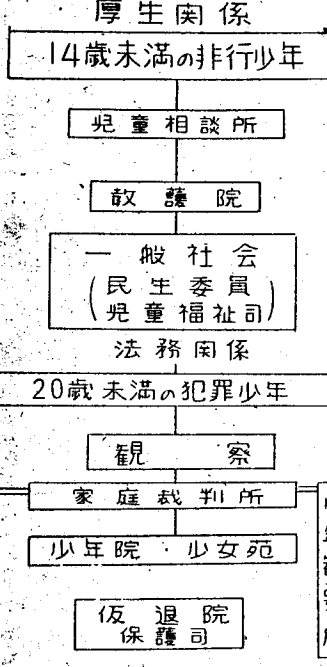 厚生関係
14歳未満の非行少年
児童相談所
教護院
一般社会
(民生委員
児童福祉司)
法務関係
20歳未満の犯罪少年
観察
家庭裁判所
少年院・少女苑
仮退院
保護司